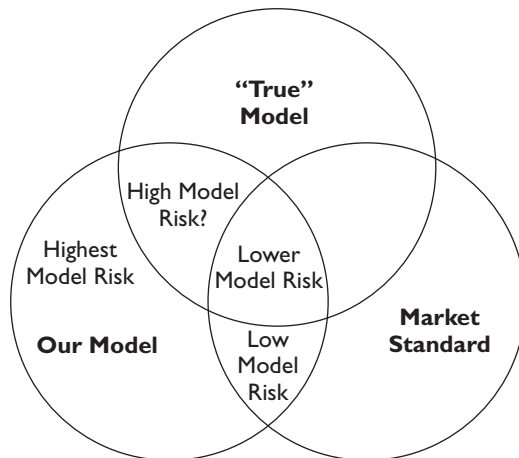 “True”
Model
High Model
Risk?
Highest
Model Risk
Lower
Model Risk
Our Model
Market
Standard
Low
Model
Risk